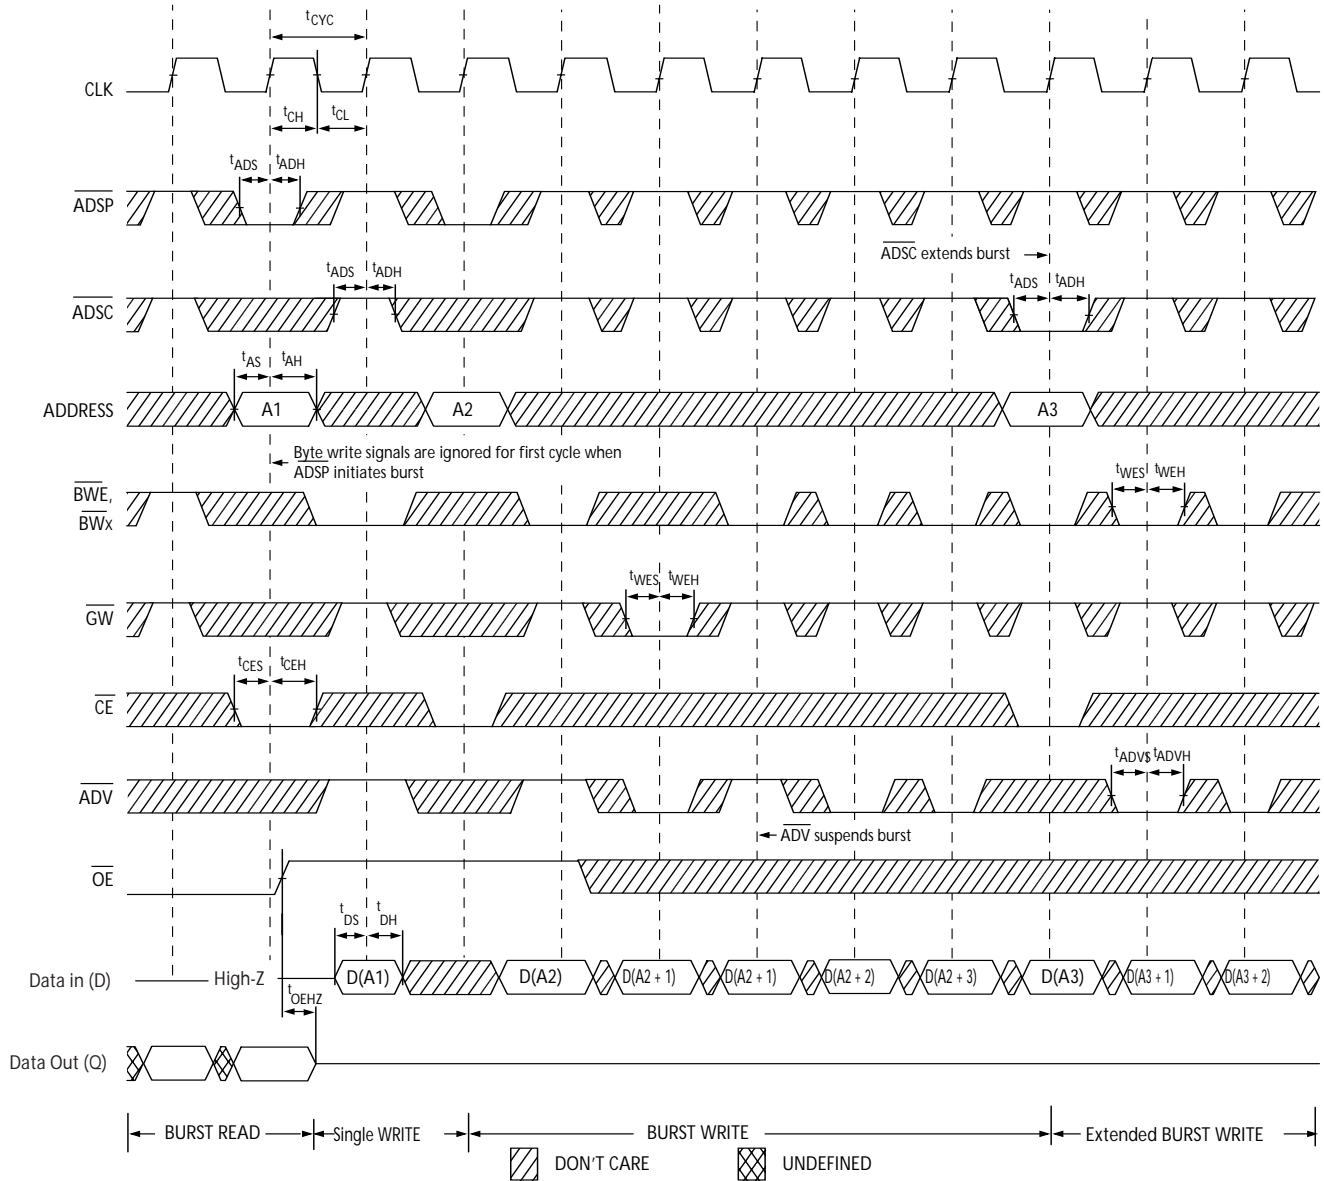 tCYC
CLK
tCH
tCL
tADS
tADH
ADSP
ADSC extends burst
tADS
tADH
tADS
tADH
ADSC
tAS
tAH
ADDRESS
A1
A2
A3
Byte write signals are ignored for first cycle when
ADSP initiates burst
tWES
tWEH
BWE,
BWx
tWES
tWEH
GW
tCES
tCEH
CE
tADVS
tADVH
ADV
ADV suspends burst
OE
tDS
tDH
Data in (D)
High-Z
D(A1)
D(A2)
D(A2 + 1)
D(A2 + 1)
D(A2 + 2)
D(A2 + 3)
D(A3)
D(A3 + 1)
D(A3 + 2)
tOEHZ
Data Out (Q)
BURST READ
Single WRITE
BURST WRITE
Extended BURST WRITE
DON'T CARE
UNDEFINED